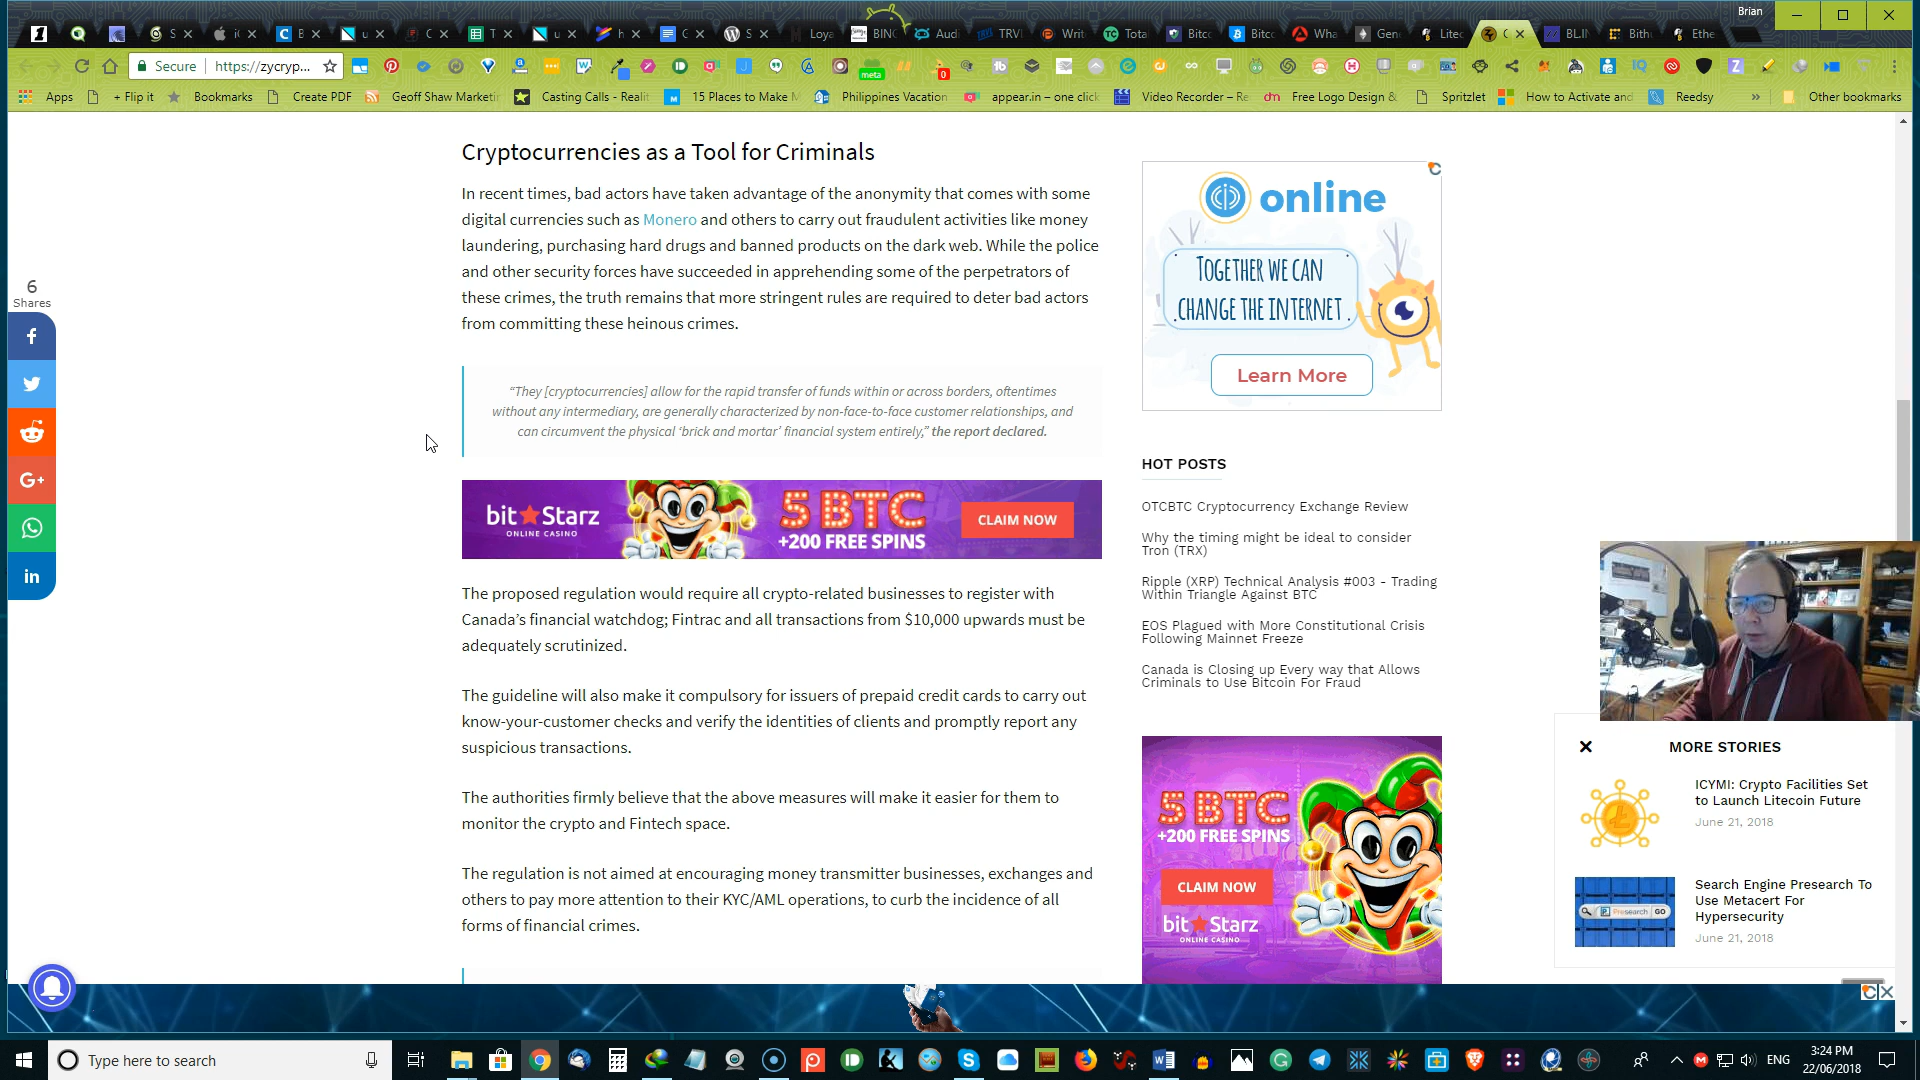 Brian
Loya
BINC
Audi
TRVI
Writ
Tota
Bitcc
Bitcc
Wha
Gen
Litec
BLIN
Bith
Ethe
Secure
https://zycryp...
meta
0
Apps
+ Flip it
Bookmarks
Create PDF
Geoff Shaw Marketi
Casting Calls - Realit
15 Places to Make M
Philippines Vacation
appear.in – one click
Video Recorder – Re
Free Logo Design &
Spritzlet
How to Activate and
Reedsy
»
Other bookmarks
Cryptocurrencies as a Tool for Criminals
In recent times, bad actors have taken advantage of the anonymity that comes with some
digital currencies such as Monero and others to carry out fraudulent activities like money
laundering, purchasing hard drugs and banned products on the dark web. While the police
and other security forces have succeeded in apprehending some of the perpetrators of
these crimes, the truth remains that more stringent rules are required to deter bad actors
from committing these heinous crimes.
“They [cryptocurrencies] allow for the rapid transfer of funds within or across borders, oftentimes
without any intermediary, are generally characterized by non-face-to-face customer relationships, and
can circumvent the physical ‘brick and mortar’ financial system entirely,” the report declared.
bit Starz
ONLINE CASINO
5 BTC
+200 FREE SPINS
CLAIM NOW
The proposed regulation would require all crypto-related businesses to register with
Canada’s financial watchdog; Fintrac and all transactions from $10,000 upwards must be
adequately scrutinized.
The guideline will also make it compulsory for issuers of prepaid credit cards to carry out
know-your-customer checks and verify the identities of clients and promptly report any
suspicious transactions.
The authorities firmly believe that the above measures will make it easier for them to
monitor the crypto and Fintech space.
The regulation is not aimed at encouraging money transmitter businesses, exchanges and
others to pay more attention to their KYC/AML operations, to curb the incidence of all
forms of financial crimes.
6
Shares
G+
in
online
TOGETHER WE CAN
CHANGE THE INTERNET.
Learn More
HOT POSTS
OTCBTC Cryptocurrency Exchange Review
Why the timing might be ideal to consider
Tron (TRX)
Ripple (XRP) Technical Analysis #003 - Trading
Within Triangle Against BTC
EOS Plagued with More Constitutional Crisis
Following Mainnet Freeze
Canada is Closing up Every way that Allows
Criminals to Use Bitcoin For Fraud
5 BTC
+200 FREE SPINS
CLAIM NOW
bit Starz
ONLINE CASINO
MORE STORIES
ICYMI: Crypto Facilities Set
to Launch Litecoin Future
June 21, 2018
Presearch
GO
Search Engine Presearch To
Use Metacert For
Hypersecurity
June 21, 2018
Type here to search
ENG
3:24 PM
22/06/2018